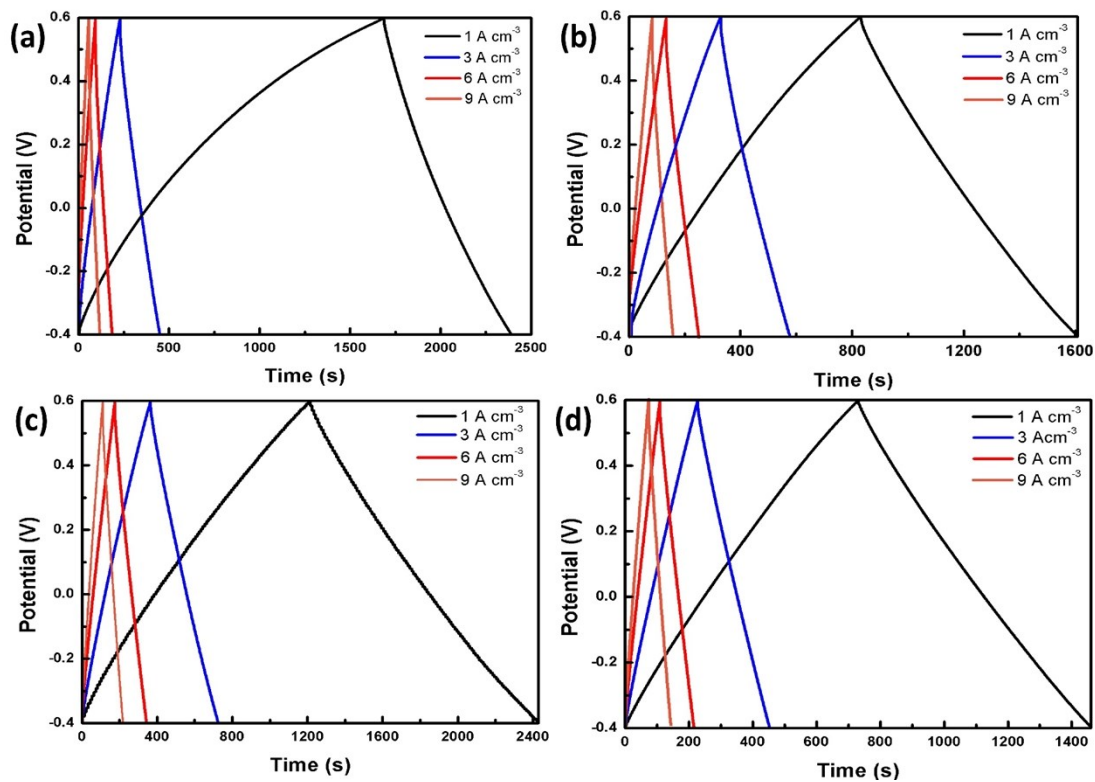 (a)
0.6
0.4
0.2
0.0
-0.2
-0.4
Potential (V)
1 A cm⁻³
3 A cm⁻³
6 A cm⁻³
9 A cm⁻³
0 500 1000 1500 2000 2500
Time (s)
(b)
0.6
0.4
0.2
0.0
-0.2
-0.4
Potential (V)
1 A cm⁻³
3 A cm⁻³
6 A cm⁻³
9 A cm⁻³
0 400 800 1200 1600
Time (s)
(c)
0.6
0.4
0.2
0.0
-0.2
-0.4
Potential (V)
1 A cm⁻³
3 A cm⁻³
6 A cm⁻³
9 A cm⁻³
0 400 800 1200 1600 2000 2400
Time (s)
(d)
0.6
0.4
0.2
0.0
-0.2
-0.4
Potential (V)
1 A cm⁻³
3 Acm⁻³
6 A cm⁻³
9 A cm⁻³
0 200 400 600 800 1000 1200 1400
Time (s)